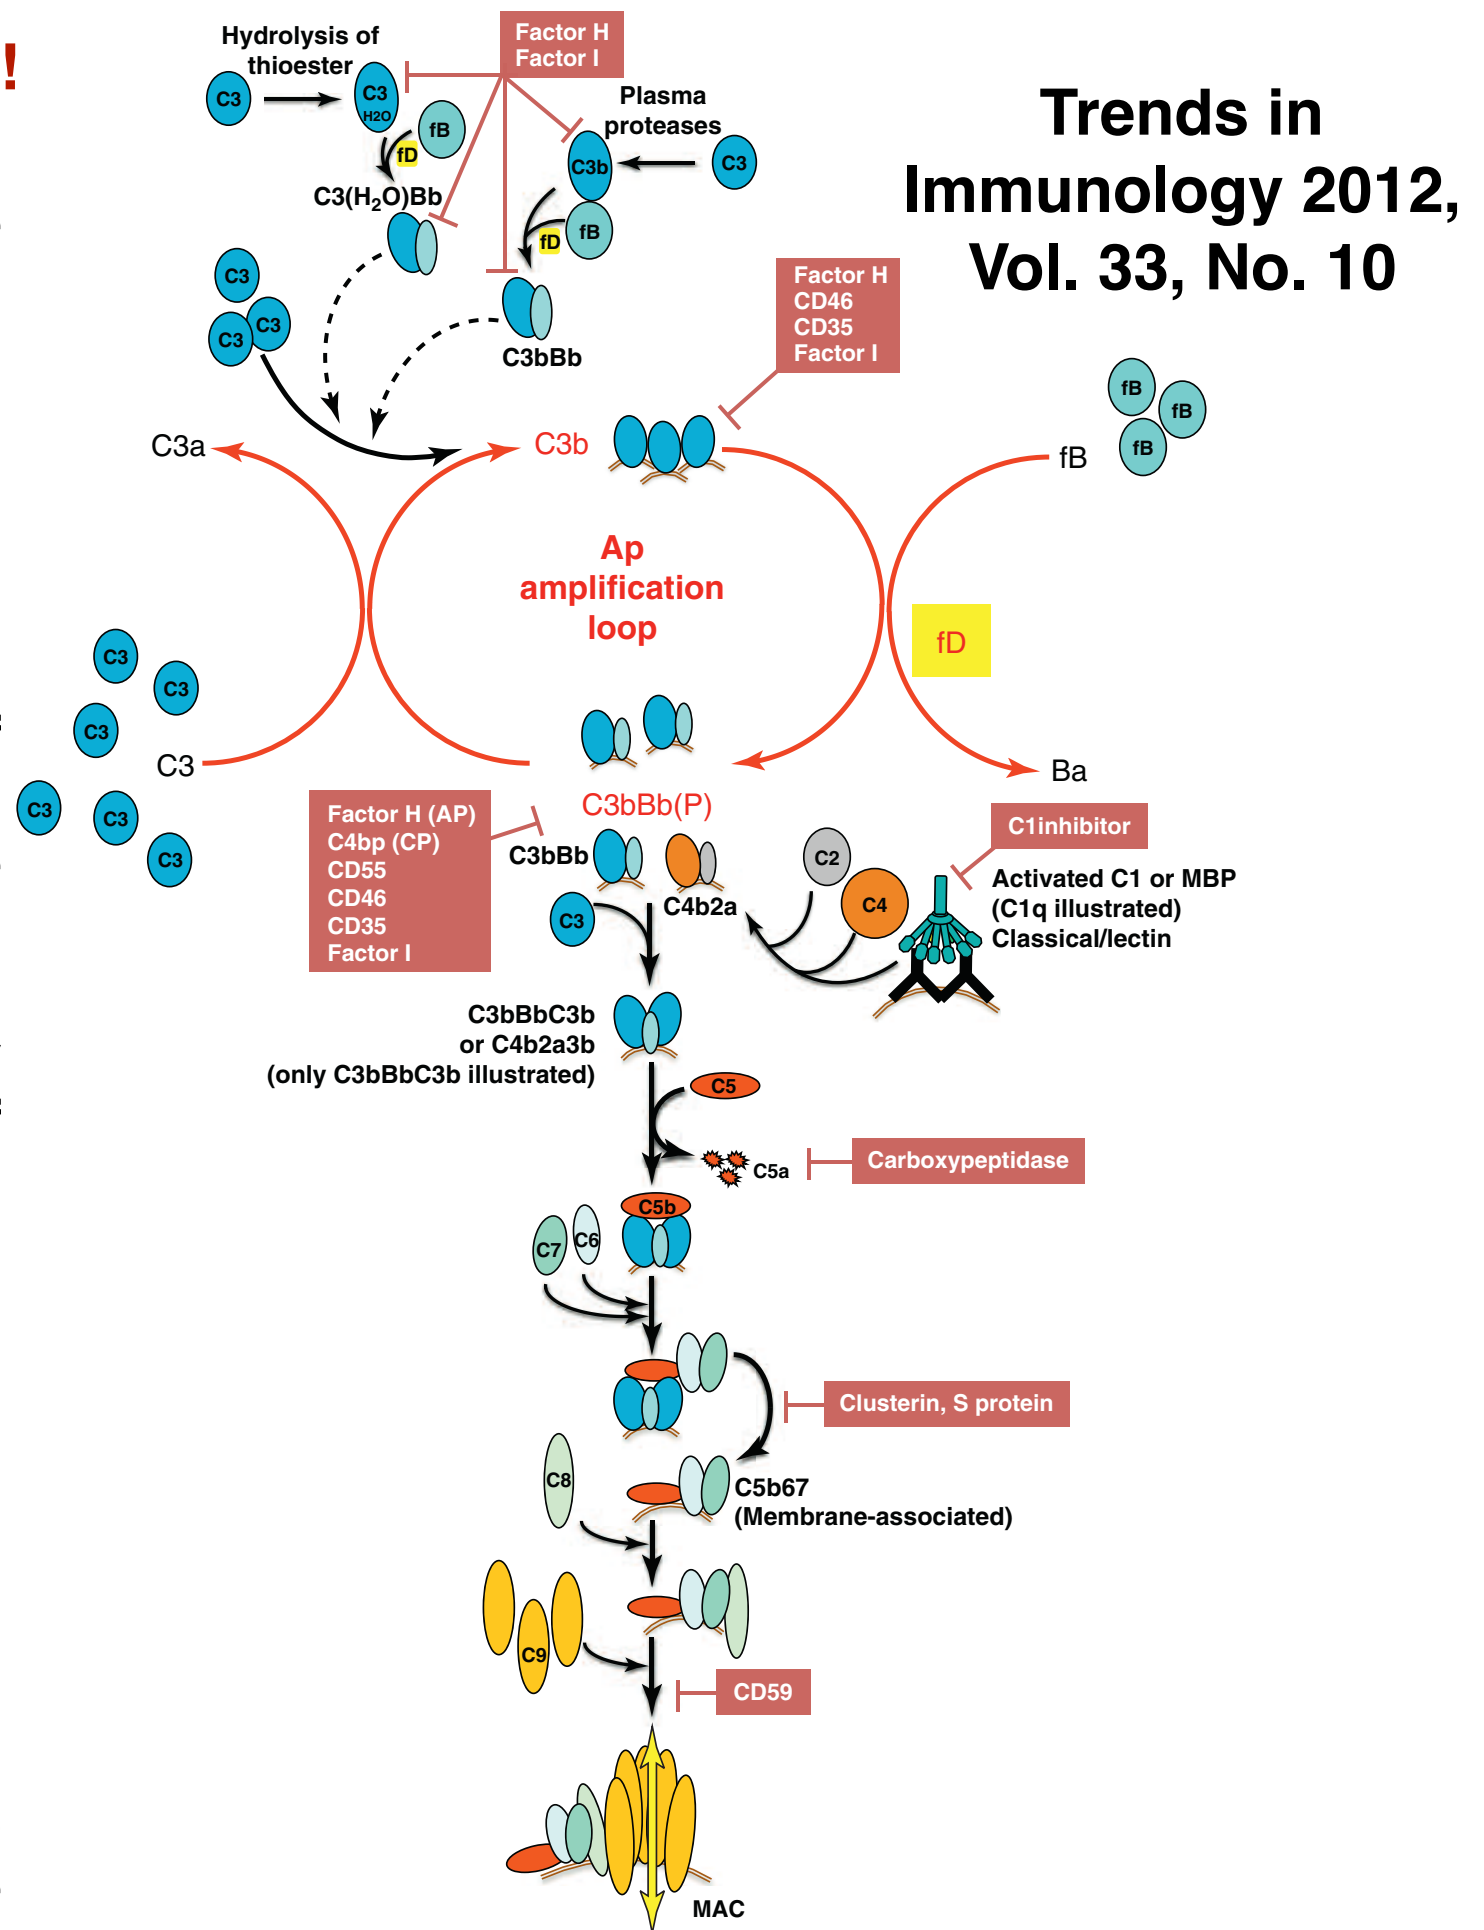 !
Hydrolysis of
thioester
Factor H
Factor I
C3
C3
H2O
fB
fD
C3(H2O)Bb
Plasma
proteases
C3b
C3
fB
fD
C3bBb
Trends in
Immunology 2012,
Vol. 33, No. 10
C3
C3
C3
Factor H
CD46
CD35
Factor I
C3a
C3b
fB
fB
fB
fB
Ap
amplification
loop
fD
C3
C3
C3
C3
C3
C3
C3
Ba
C3bBb(P)
Factor H (AP)
C4bp (CP)
CD55
CD46
CD35
Factor I
C3bBb
C4b2a
C3
C2
C4
C1inhibitor
Activated C1 or MBP
(C1q illustrated)
Classical/lectin
C3bBbC3b
or C4b2a3b
(only C3bBbC3b illustrated)
C5
C5a
Carboxypeptidase
C5b
C7
C6
Clusterin, S protein
C5b67
(Membrane-associated)
C8
C9
CD59
MAC